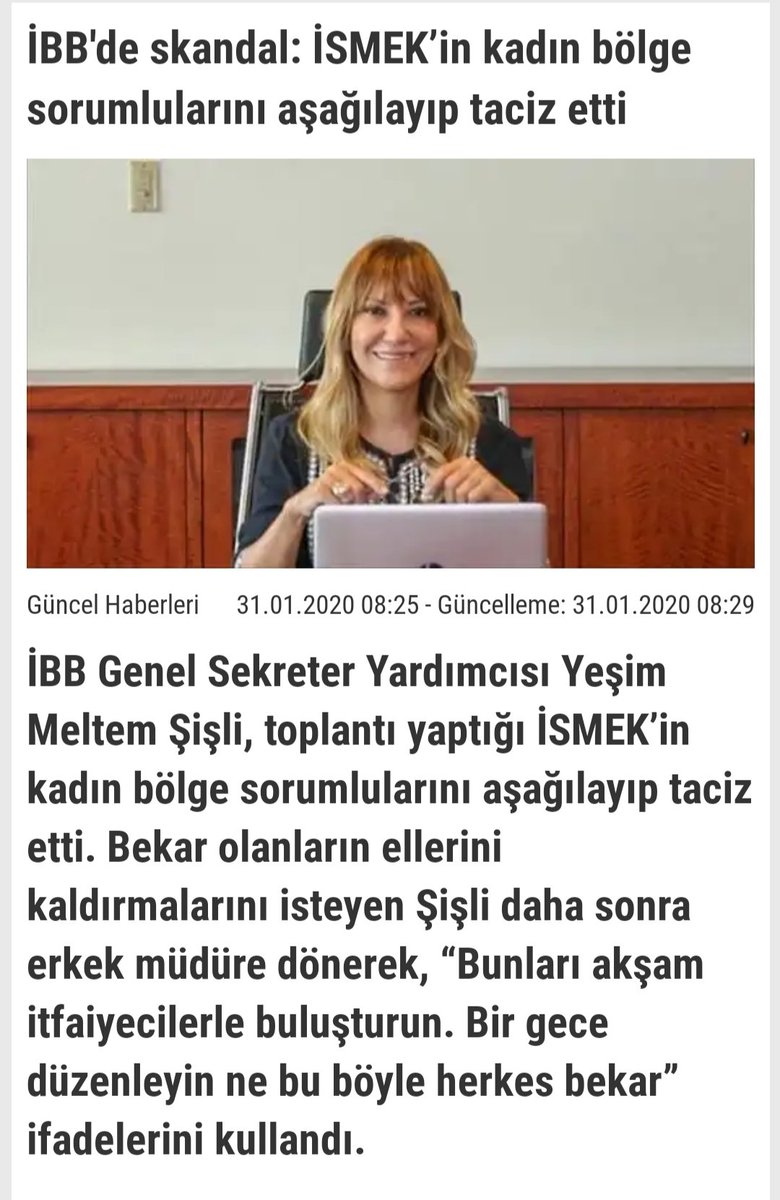 İBB'de skandal: İSMEK’in kadın bölge
sorumlularını aşağılayıp taciz etti
Güncel Haberleri 31.01.2020 08:25 - Güncelleme: 31.01.2020 08:29
İBB Genel Sekreter Yardımcısı Yeşim
Meltem Şişli, toplantı yaptığı İSMEK’in
kadın bölge sorumlularını aşağılayıp taciz
etti. Bekar olanların ellerini
kaldırmalarını isteyen Şişli daha sonra
erkek müdüre dönerek, “Bunları akşam
itfaiyecilerle buluşturun. Bir gece
düzenleyin ne bu böyle herkes bekar”
ifadelerini kullandı.